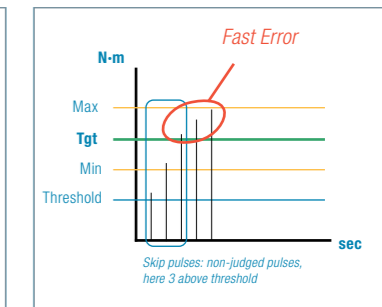 Fast Error
N·m
Max
Tgt
Min
Threshold
sec
Skip pulses: non-judged pulses,
here 3 above threshold